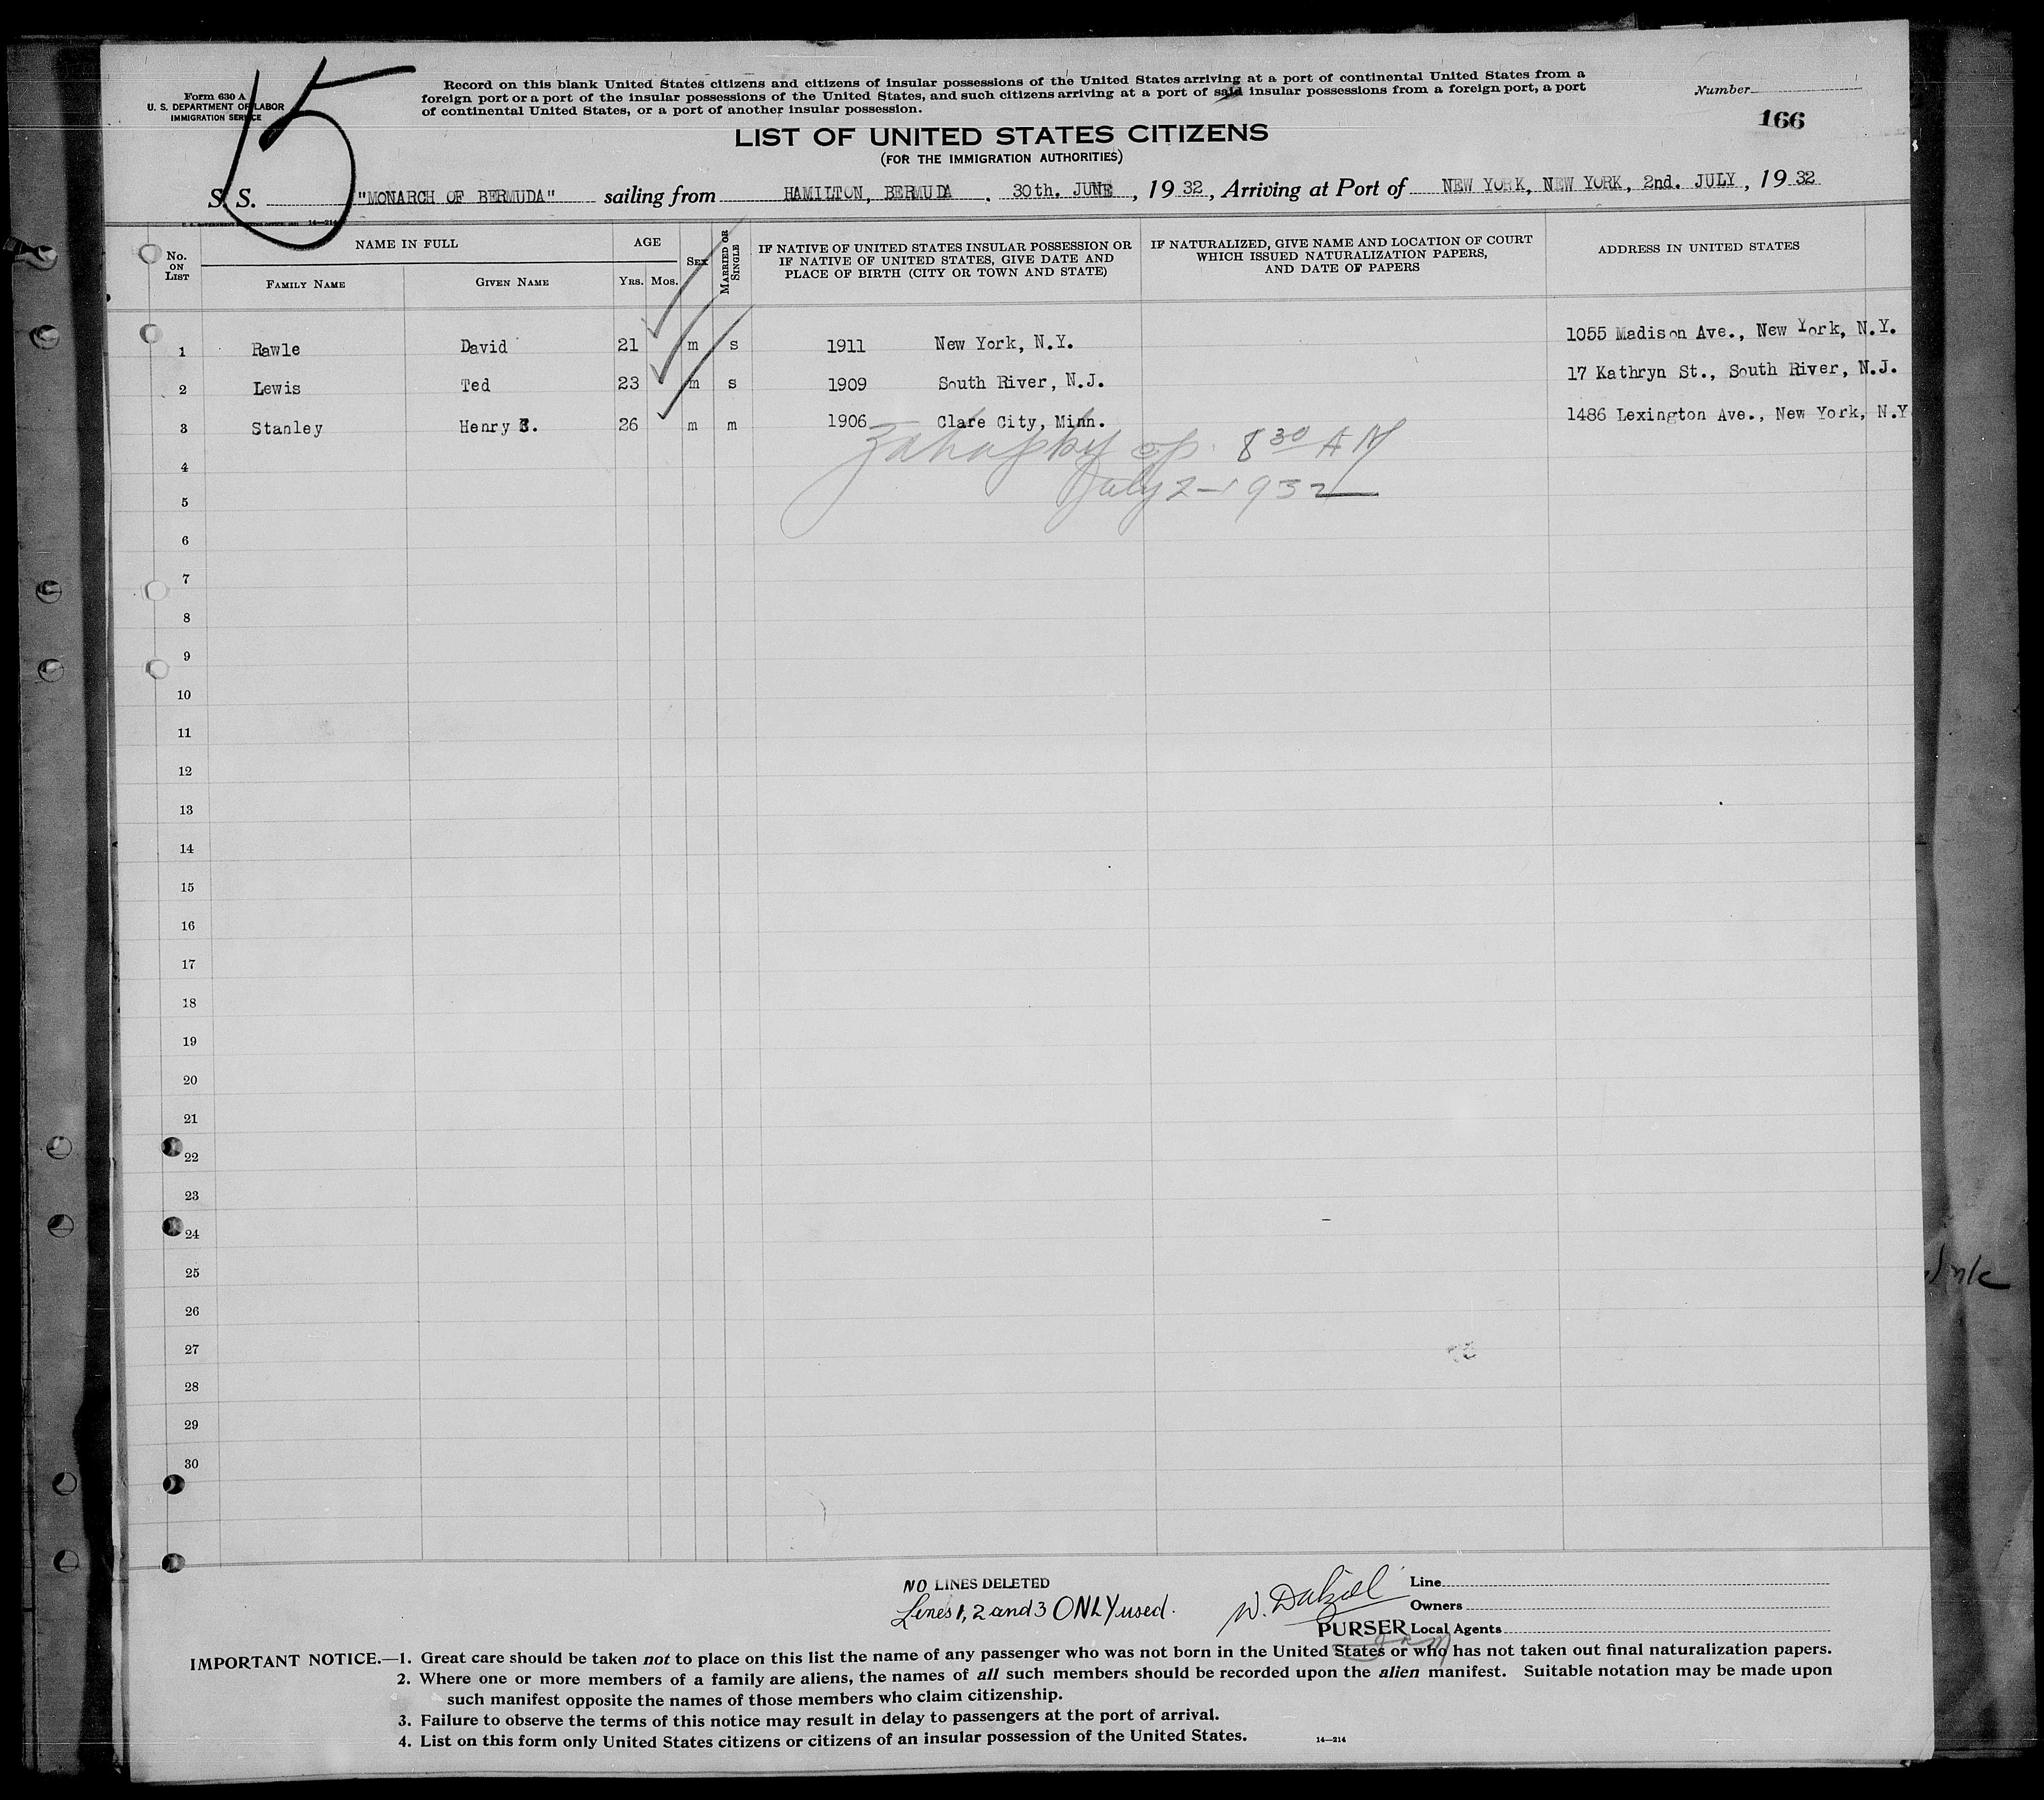 Form 630 A
U. S. DEPARTMENT OF LABOR
IMMIGRATION SERVICE
15
Record on this blank United States citizens and citizens of insular possessions of the United States arriving at a port of continental United States from a
foreign port or a port of the insular possessions of the United States, and such citizens arriving at a port of said insular possessions from a foreign port, a port
of continental United States, or a port of another insular possession.
Number
166
LIST OF UNITED STATES CITIZENS
(FOR THE IMMIGRATION AUTHORITIES)
S. S. "MONARCH OF BERMUDA" sailing from HAMILTON, BERMUDA . 30th. JUNE , 1932, Arriving at Port of NEW YORK, NEW YORK, 2nd. JULY , 1932
14—214
No. ON LIST
NAME IN FULL
FAMILY NAME GIVEN NAME
AGE
YRS. MOS.
SEX
MARRIED OR SINGLE
IF NATIVE OF UNITED STATES INSULAR POSSESSION OR
IF NATIVE OF UNITED STATES, GIVE DATE AND
PLACE OF BIRTH (CITY OR TOWN AND STATE)
IF NATURALIZED, GIVE NAME AND LOCATION OF COURT
WHICH ISSUED NATURALIZATION PAPERS,
AND DATE OF PAPERS
ADDRESS IN UNITED STATES
1 Rawle David 21 m s 1911 New York, N.Y. 1055 Madison Ave., New York, N.Y.
2 Lewis Ted 23 m s 1909 South River, N.J. 17 Kathryn St., South River, N.J.
3 Stanley Henry E. 26 m m 1906 Clare City, Minn. 1486 Lexington Ave., New York, N.Y
8 30 AM
4
July 2-1932
5
6
7
8
9
10
11
12
13
14
15
16
17
18
19
20
21
22
23
24
25
26
27
28
29
30
NO LINES DELETED
Lines 1, 2 and 3 ONLY used.
W. Dalziel
PURSER
Line
Owners
Local Agents
IMPORTANT NOTICE.—1. Great care should be taken not to place on this list the name of any passenger who was not born in the United States or who has not taken out final naturalization papers.
2. Where one or more members of a family are aliens, the names of all such members should be recorded upon the alien manifest. Suitable notation may be made upon
such manifest opposite the names of those members who claim citizenship.
3. Failure to observe the terms of this notice may result in delay to passengers at the port of arrival.
4. List on this form only United States citizens or citizens of an insular possession of the United States.
14—214